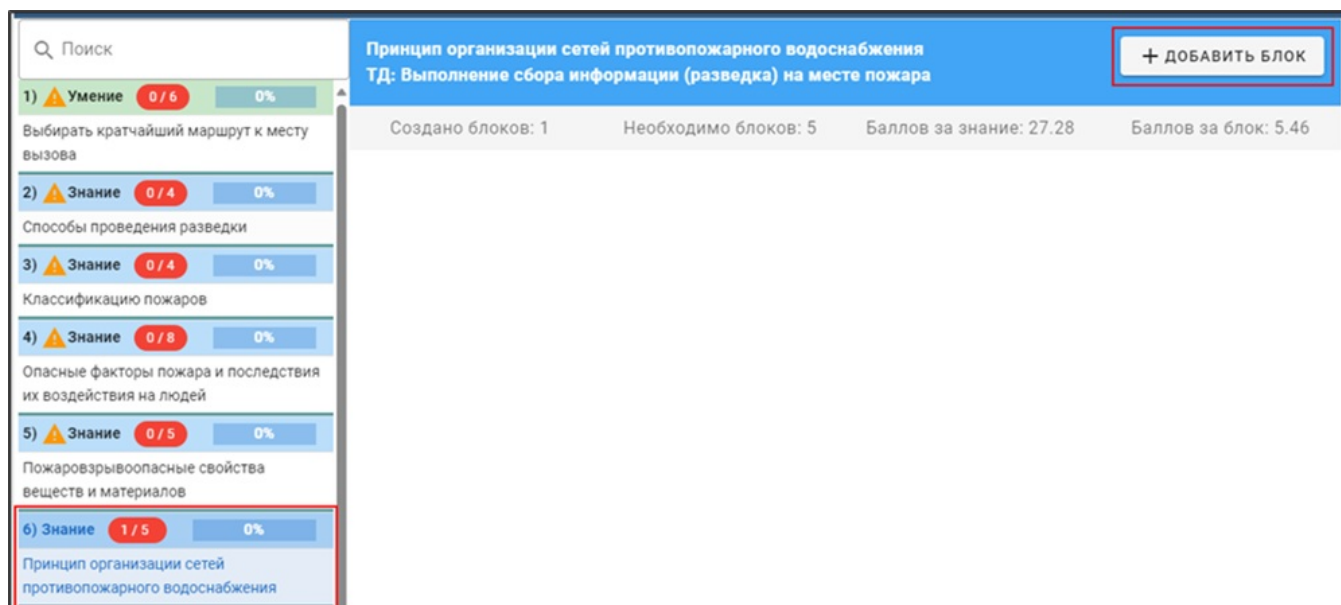 Поиск
1) Умение 0 / 6 0%
Выбирать кратчайший маршрут к месту
вызова
2) Знание 0 / 4 0%
Способы проведения разведки
3) Знание 0 / 4 0%
Классификацию пожаров
4) Знание 0 / 8 0%
Опасные факторы пожара и последствия
их воздействия на людей
5) Знание 0 / 5 0%
Пожаровзрывоопасные свойства
веществ и материалов
6) Знание 1 / 5 0%
Принцип организации сетей
противопожарного водоснабжения
Принцип организации сетей противопожарного водоснабжения
ТД: Выполнение сбора информации (разведка) на месте пожара
+ ДОБАВИТЬ БЛОК
Создано блоков: 1 Необходимо блоков: 5 Баллов за знание: 27.28 Баллов за блок: 5.46